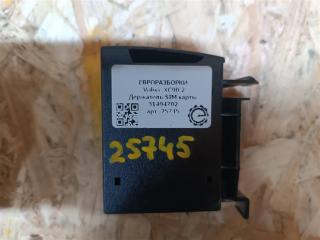 ЕВРОРАЗБОРКИ
Volvo XC90 2
Держатель SIM карты
31494702
арт. 25745
25745